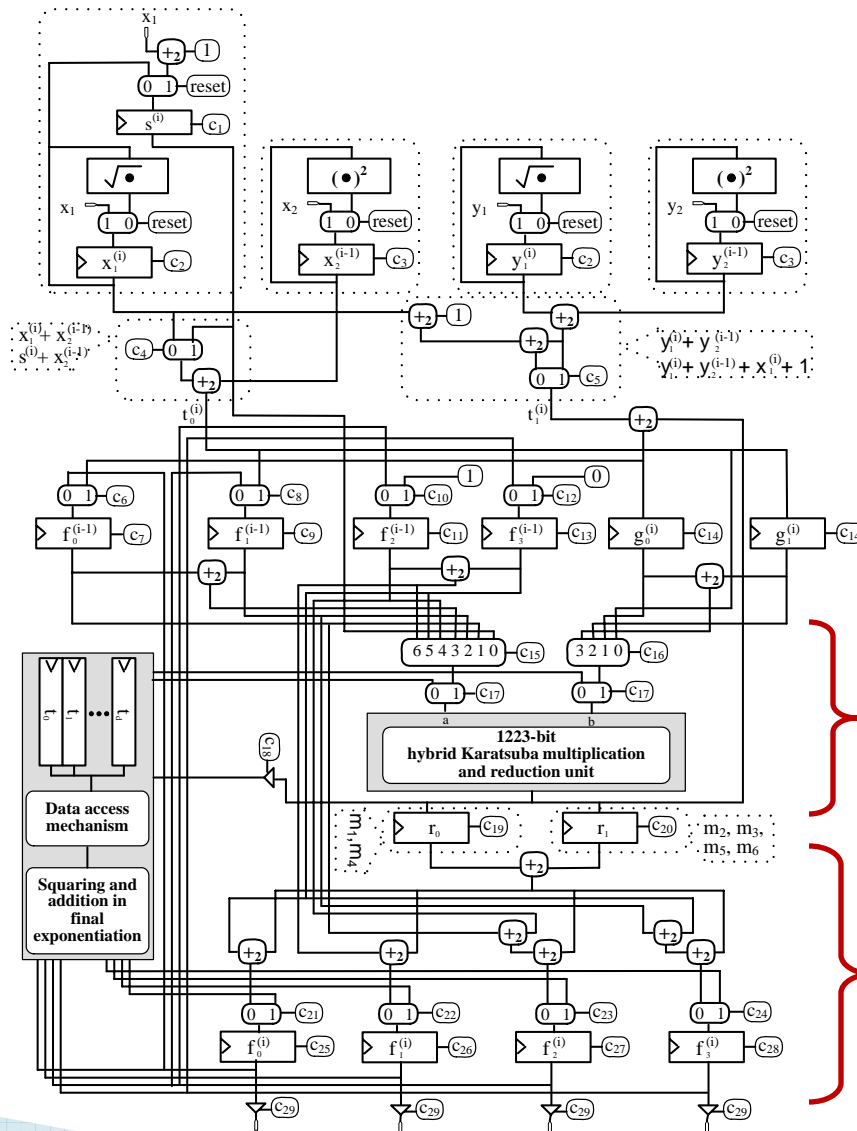 x₁
+₂ 1
0 1 reset
s⁽ⁱ⁾ c₁
√• (•)² √• (•)²
x₁ x₂ y₁ y₂
1 0 reset 1 0 reset 1 0 reset 1 0 reset
x₁⁽ⁱ⁾ c₂ x₂⁽ⁱ⁻¹⁾ c₃ y₁⁽ⁱ⁾ c₂ y₂⁽ⁱ⁻¹⁾ c₃
+₂ 1 +₂
x₁⁽ⁱ⁾+ x₂⁽ⁱ⁻¹⁾
s⁽ⁱ⁾+ x₂⁽ⁱ⁻¹⁾
c₄ 0 1 +₂
+₂ 0 1 c₅
y₁⁽ⁱ⁾+ y₂⁽ⁱ⁻¹⁾
y₁⁽ⁱ⁾+ y₂⁽ⁱ⁻¹⁾+ x₁⁽ⁱ⁾+ 1
t₀⁽ⁱ⁾ t₁⁽ⁱ⁾ +₂
1 0
0 1 c₆ 0 1 c₈ 0 1 c₁₀ 0 1 c₁₂
f₀⁽ⁱ⁻¹⁾ c₇ f₁⁽ⁱ⁻¹⁾ c₉ f₂⁽ⁱ⁻¹⁾ c₁₁ f₃⁽ⁱ⁻¹⁾ c₁₃ g₀⁽ⁱ⁾ c₁₄ g₁⁽ⁱ⁾ c₁₄
+₂ +₂ +₂
6 5 4 3 2 1 0 c₁₅ 3 2 1 0 c₁₆
0 1 c₁₇ 0 1 c₁₇
a b
1223-bit
hybrid Karatsuba multiplication
and reduction unit
t₀ t₁ ••• t_d
c₁₈
Data access
mechanism
Squaring and
addition in
final
exponentiation
m₁, m₄ r₀ c₁₉ r₁ c₂₀
m₂, m₃,
m₅, m₆
+₂
+₂ +₂
+₂ +₂ +₂ +₂
0 1 c₂₁ 0 1 c₂₂ 0 1 c₂₃ 0 1 c₂₄
f₀⁽ⁱ⁾ c₂₅ f₁⁽ⁱ⁾ c₂₆ f₂⁽ⁱ⁾ c₂₇ f₃⁽ⁱ⁾ c₂₈
c₂₉ c₂₉ c₂₉ c₂₉